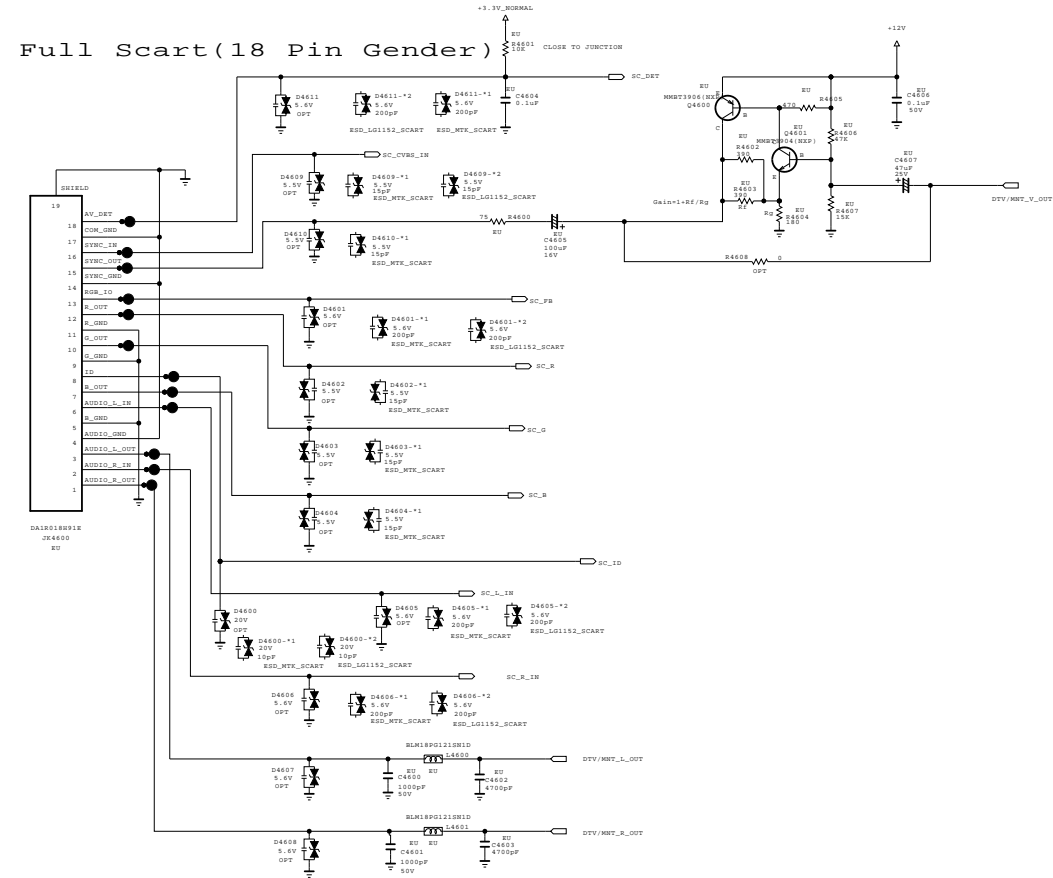 Full Scart(18 Pin Gender)
+3.3V_NORMAL
EU
R4601
10K
CLOSE TO JUNCTION
SC_DET
D4611
5.6V
OPT
D4611-*2
5.6V
200pF
ESD_LG1152_SCART
D4611-*1
5.6V
200pF
ESD_MTK_SCART
EU
C4604
0.1uF
+12V
EU
MMBT3906(NXP)
Q4600
E
B
C
470
R4605
EU
EU
C4606
0.1uF
50V
EU
Q4601
MMBT3904(NXP)
C
B
E
EU
R4606
47K
EU
R4602
390
EU
R4603
390
Rf
Gain=1+Rf/Rg
Rg
EU
R4604
180
EU
R4607
15K
EU
C4607
47uF
25V
DTV/MNT_V_OUT
R4608
0
OPT
SC_CVBS_IN
D4609
5.5V
OPT
D4609-*1
5.5V
15pF
ESD_MTK_SCART
D4609-*2
5.5V
15pF
ESD_LG1152_SCART
D4610
5.5V
OPT
D4610-*1
5.5V
15pF
ESD_MTK_SCART
75
R4600
EU
EU
C4605
100uF
16V
SHIELD
19
AV_DET
18
COM_GND
17
SYNC_IN
16
SYNC_OUT
15
SYNC_GND
14
RGB_IO
13
R_OUT
12
R_GND
11
G_OUT
10
G_GND
9
ID
8
B_OUT
7
AUDIO_L_IN
6
B_GND
5
AUDIO_GND
4
AUDIO_L_OUT
3
AUDIO_R_IN
2
AUDIO_R_OUT
1
DA1R018H91E
JK4600
EU
SC_FB
D4601
5.6V
OPT
D4601-*1
5.6V
200pF
ESD_MTK_SCART
D4601-*2
5.6V
200pF
ESD_LG1152_SCART
SC_R
D4602
5.5V
OPT
D4602-*1
5.5V
15pF
ESD_MTK_SCART
SC_G
D4603
5.5V
OPT
D4603-*1
5.5V
15pF
ESD_MTK_SCART
SC_B
D4604
5.5V
OPT
D4604-*1
5.5V
15pF
ESD_MTK_SCART
SC_ID
D4600
20V
OPT
D4600-*1
20V
10pF
ESD_MTK_SCART
D4600-*2
20V
10pF
ESD_LG1152_SCART
SC_L_IN
D4605
5.6V
OPT
D4605-*1
5.6V
200pF
ESD_MTK_SCART
D4605-*2
5.6V
200pF
ESD_LG1152_SCART
SC_R_IN
D4606
5.6V
OPT
D4606-*1
5.6V
200pF
ESD_MTK_SCART
D4606-*2
5.6V
200pF
ESD_LG1152_SCART
BLM18PG121SN1D
L4600
EU
DTV/MNT_L_OUT
D4607
5.6V
OPT
EU
C4600
1000pF
50V
EU
C4602
4700pF
BLM18PG121SN1D
L4601
EU
DTV/MNT_R_OUT
D4608
5.6V
OPT
EU
C4601
1000pF
50V
EU
C4603
4700pF